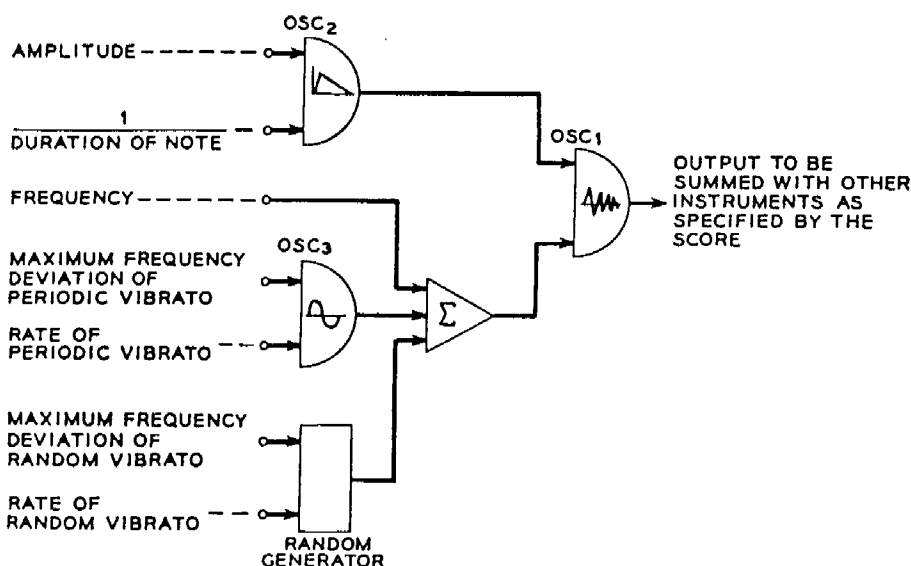 OSC2
AMPLITUDE
1
DURATION OF NOTE
OSC1
OUTPUT TO BE
SUMMED WITH OTHER
INSTRUMENTS AS
SPECIFIED BY THE
SCORE
FREQUENCY
OSC3
MAXIMUM FREQUENCY
DEVIATION OF
PERIODIC VIBRATO
Σ
RATE OF
PERIODIC VIBRATO
MAXIMUM FREQUENCY
DEVIATION OF
RANDOM VIBRATO
RATE OF
RANDOM VIBRATO
RANDOM
GENERATOR